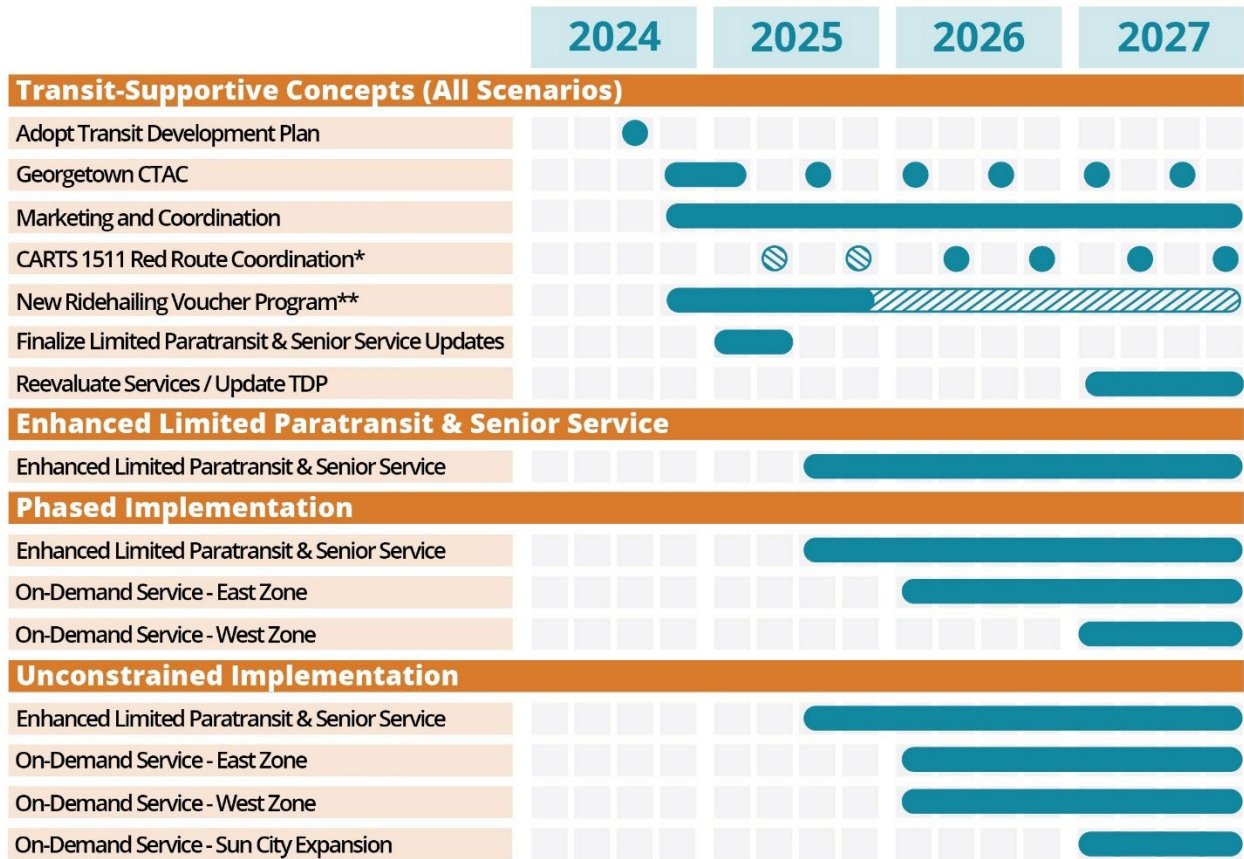 2024 2025 2026 2027
Transit-Supportive Concepts (All Scenarios)
Adopt Transit Development Plan
Georgetown CTAC
Marketing and Coordination
CARTS 1511 Red Route Coordination*
New Ridehailing Voucher Program**
Finalize Limited Paratransit & Senior Service Updates
Reevaluate Services / Update TDP
Enhanced Limited Paratransit & Senior Service
Enhanced Limited Paratransit & Senior Service
Phased Implementation
Enhanced Limited Paratransit & Senior Service
On-Demand Service - East Zone
On-Demand Service - West Zone
Unconstrained Implementation
Enhanced Limited Paratransit & Senior Service
On-Demand Service - East Zone
On-Demand Service - West Zone
On-Demand Service - Sun City Expansion